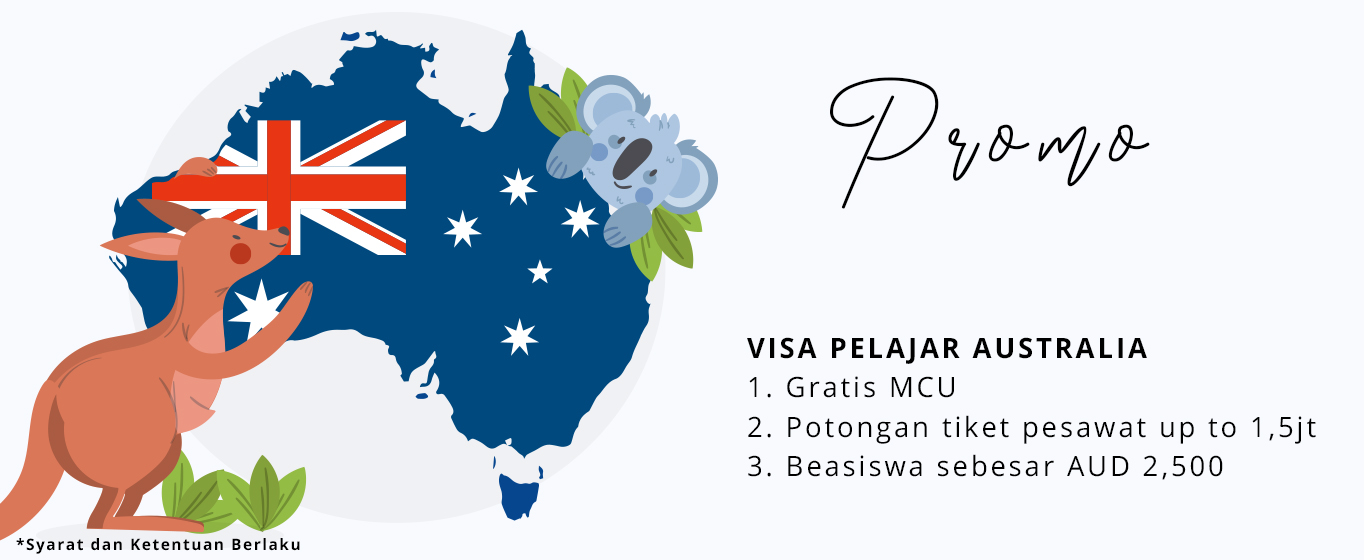 Promo
VISA PELAJAR AUSTRALIA
1. Gratis MCU
2. Potongan tiket pesawat up to 1,5jt
3. Beasiswa sebesar AUD 2,500
*Syarat dan Ketentuan Berlaku